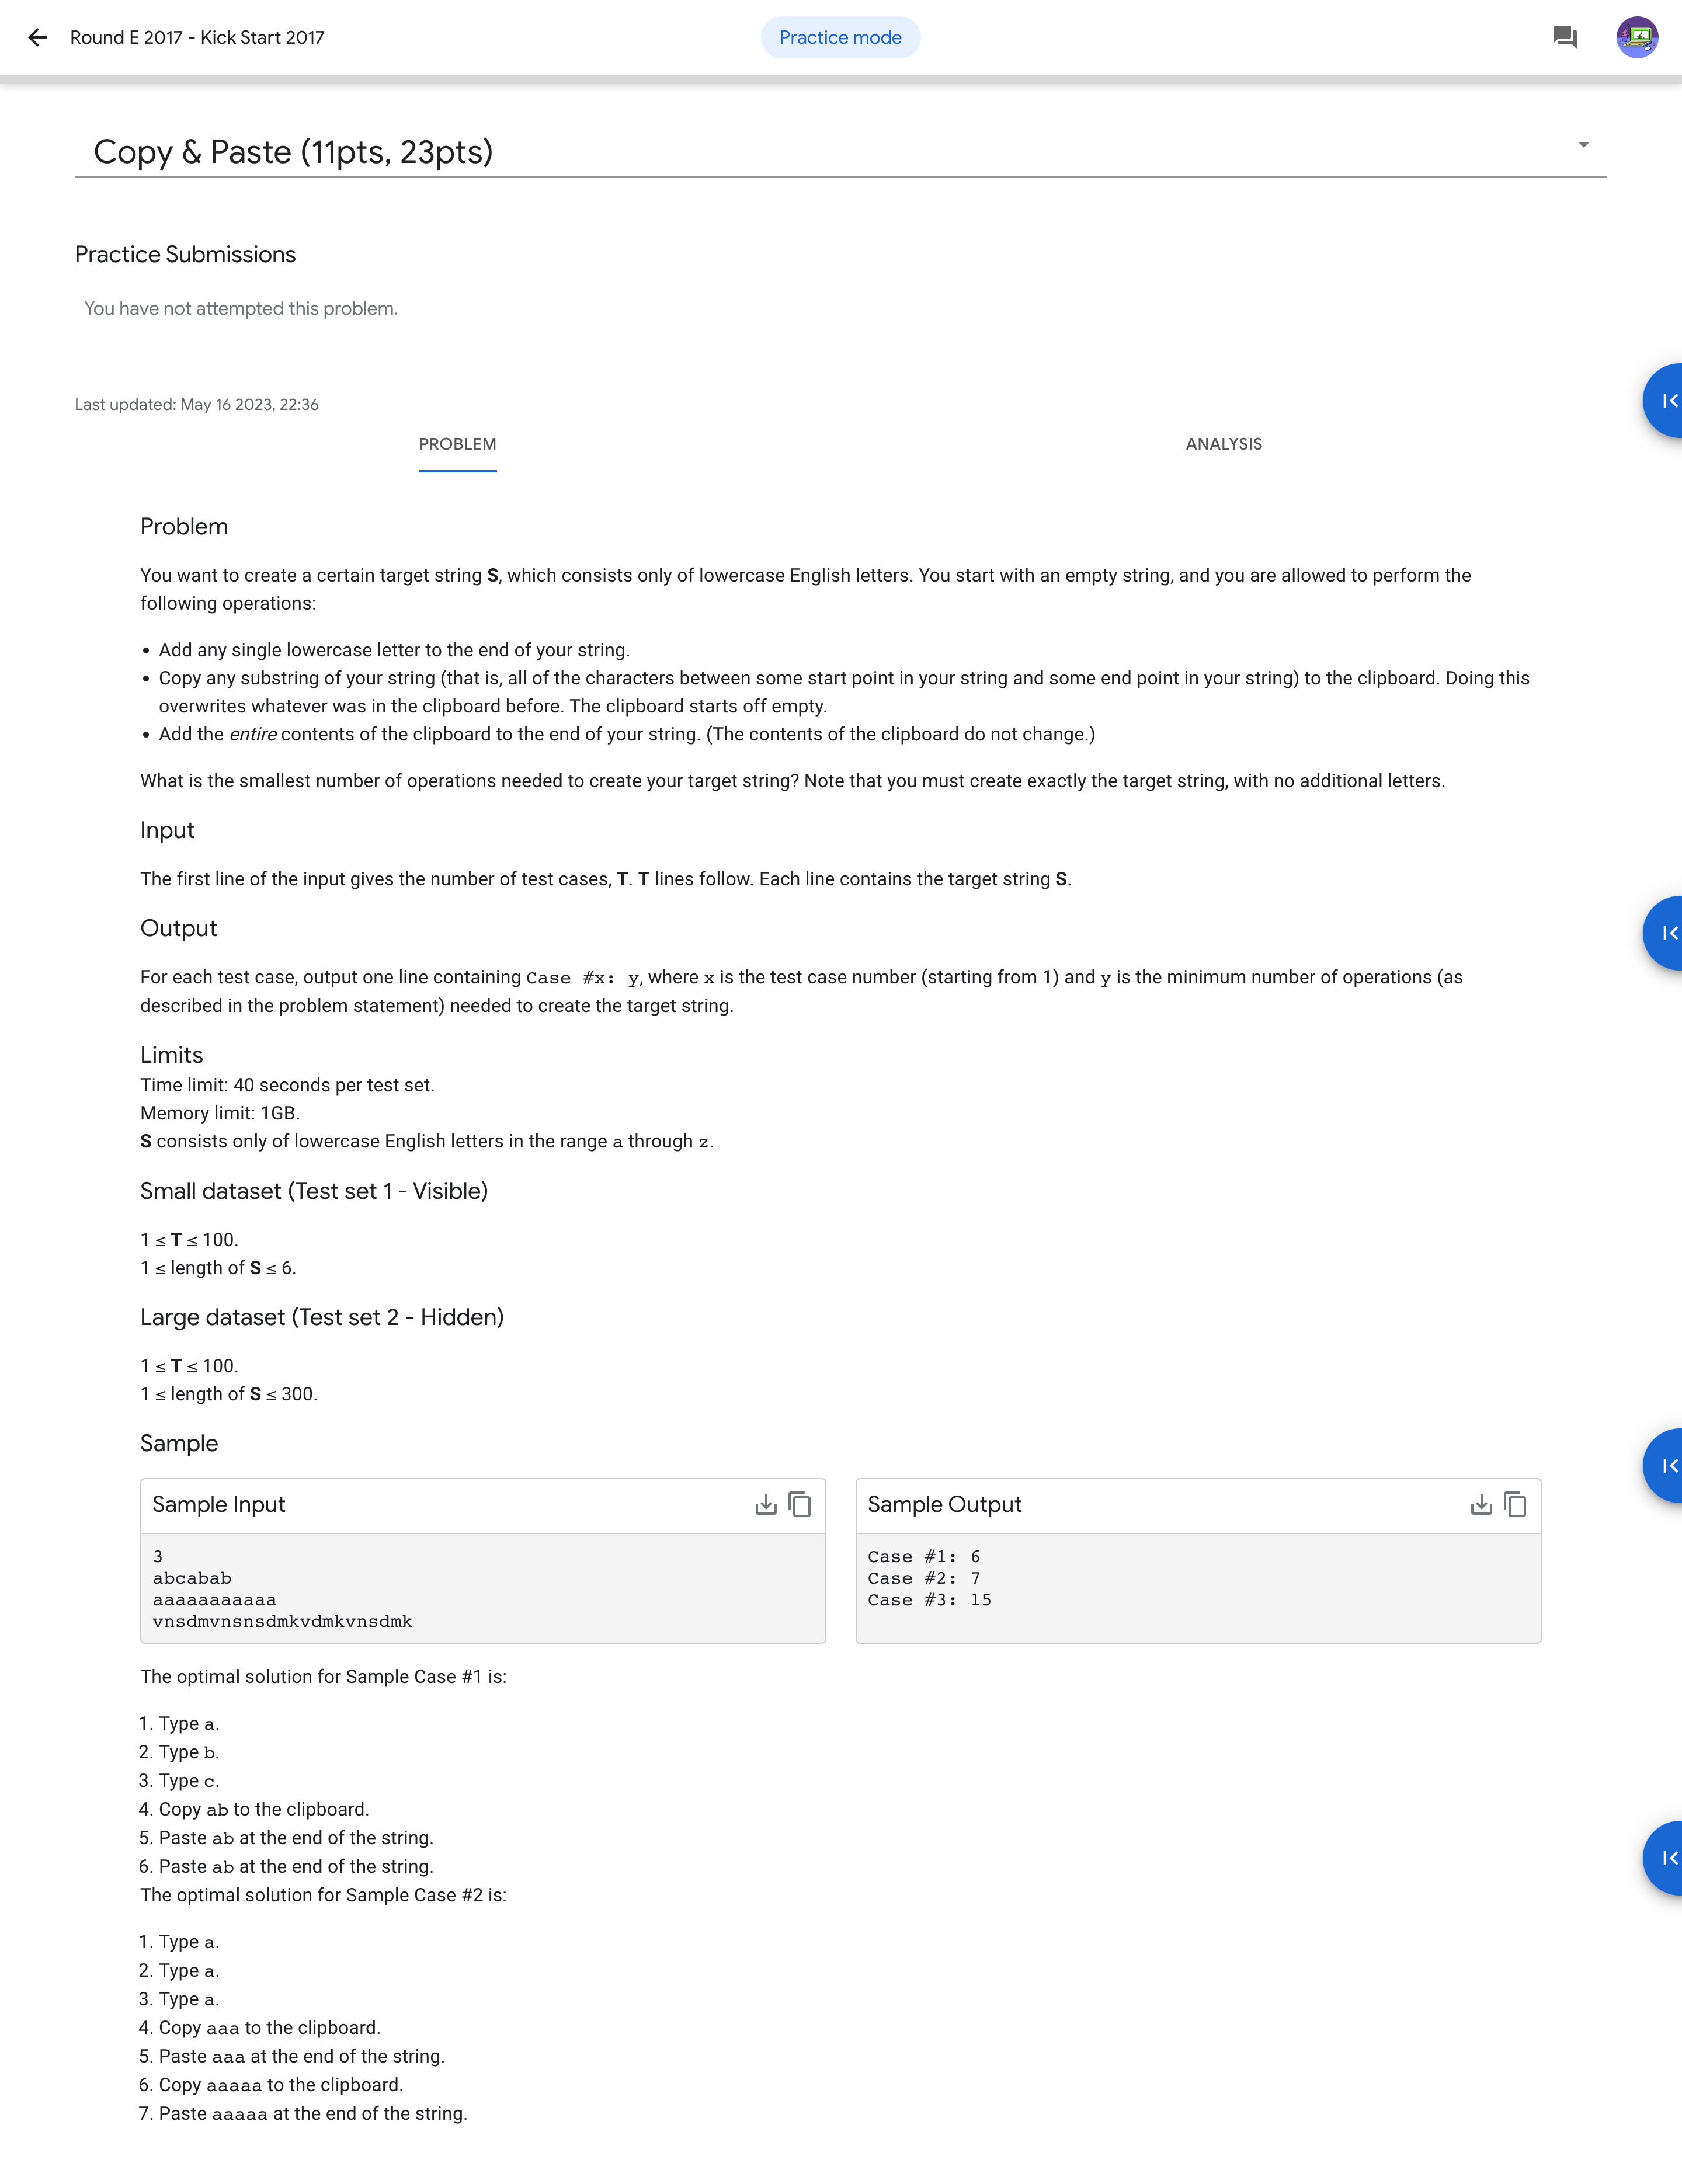 Round E 2017 - Kick Start 2017
Practice mode
Copy & Paste (11pts, 23pts)
Practice Submissions
You have not attempted this problem.
Last updated: May 16 2023, 22:36
PROBLEM
ANALYSIS
Problem
You want to create a certain target string S, which consists only of lowercase English letters. You start with an empty string, and you are allowed to perform the
following operations:
• Add any single lowercase letter to the end of your string.
• Copy any substring of your string (that is, all of the characters between some start point in your string and some end point in your string) to the clipboard. Doing this
overwrites whatever was in the clipboard before. The clipboard starts off empty.
• Add the entire contents of the clipboard to the end of your string. (The contents of the clipboard do not change.)
What is the smallest number of operations needed to create your target string? Note that you must create exactly the target string, with no additional letters.
Input
The first line of the input gives the number of test cases, T. T lines follow. Each line contains the target string S.
Output
For each test case, output one line containing Case #x: y, where x is the test case number (starting from 1) and y is the minimum number of operations (as
described in the problem statement) needed to create the target string.
Limits
Time limit: 40 seconds per test set.
Memory limit: 1GB.
S consists only of lowercase English letters in the range a through z.
Small dataset (Test set 1 - Visible)
1 ≤ T ≤ 100.
1 ≤ length of S ≤ 6.
Large dataset (Test set 2 - Hidden)
1 ≤ T ≤ 100.
1 ≤ length of S ≤ 300.
Sample
Sample Input
3
abcabab
aaaaaaaaaaa
vnsdmvnsnsdmkvdmkvnsdmk
Sample Output
Case #1: 6
Case #2: 7
Case #3: 15
The optimal solution for Sample Case #1 is:
1. Type a.
2. Type b.
3. Type c.
4. Copy ab to the clipboard.
5. Paste ab at the end of the string.
6. Paste ab at the end of the string.
The optimal solution for Sample Case #2 is:
1. Type a.
2. Type a.
3. Type a.
4. Copy aaa to the clipboard.
5. Paste aaa at the end of the string.
6. Copy aaaaa to the clipboard.
7. Paste aaaaa at the end of the string.